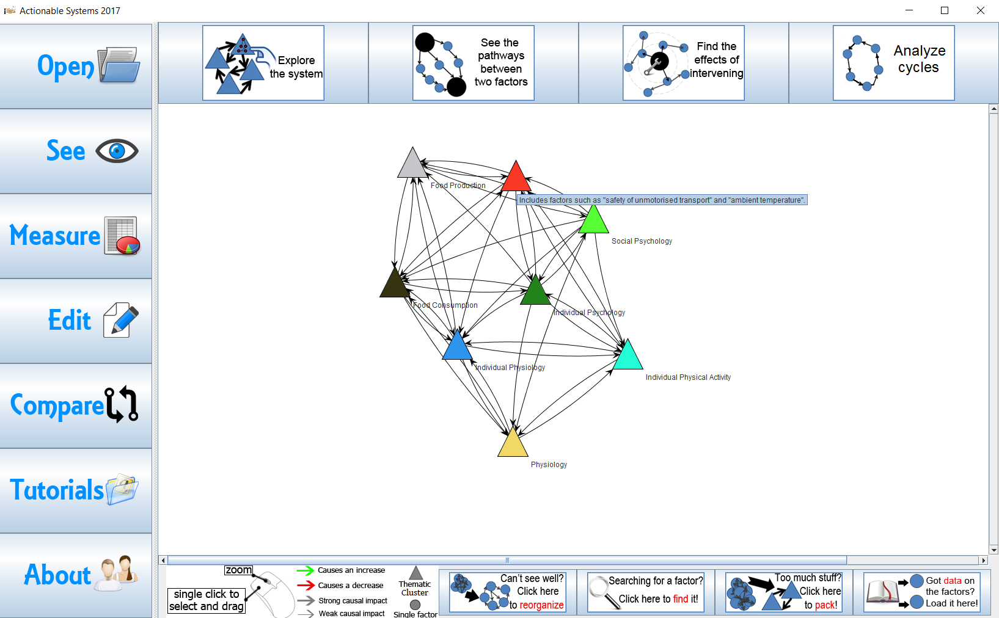 Actionable Systems 2017
Open
See
Measure
Edit
Compare
Tutorials
About
Explore
the system
See the
pathways
between
two factors
Find the
effects of
intervening
Analyze
cycles
Food Production
Includes factors such as "safety of unmotorised transport" and "ambient temperature".
Social Psychology
Food Consumption
Individual Psychology
Individual Physiology
Individual Physical Activity
Physiology
zoom
single click to
select and drag
Causes an increase
Causes a decrease
Strong causal impact
Weak causal impact
Thematic
Cluster
Single factor
Can't see well?
Click here
to reorganize
Searching for a factor?
Click here to find it!
Too much stuff?
Click here
to pack!
Got data on
the factors?
Load it here!